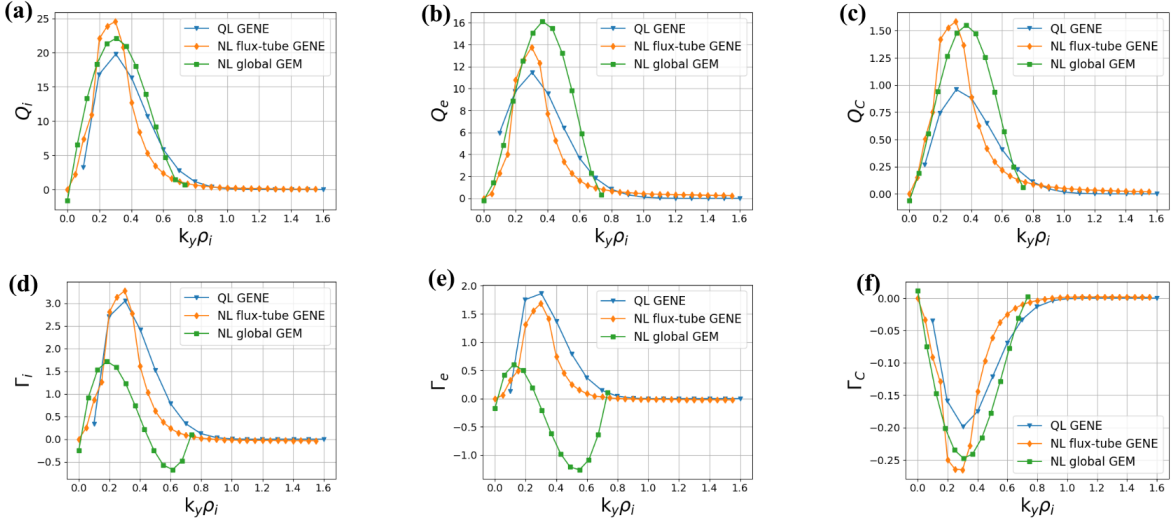 (a)
QL GENE
NL flux-tube GENE
NL global GEM
25
20
15
10
5
0
Q_i
0.0 0.2 0.4 0.6 0.8 1.0 1.2 1.4 1.6
k_yρ_i
(b)
QL GENE
NL flux-tube GENE
NL global GEM
16
14
12
10
8
6
4
2
0
Q_e
0.0 0.2 0.4 0.6 0.8 1.0 1.2 1.4 1.6
k_yρ_i
(c)
QL GENE
NL flux-tube GENE
NL global GEM
1.50
1.25
1.00
0.75
0.50
0.25
0.00
Q_C
0.0 0.2 0.4 0.6 0.8 1.0 1.2 1.4 1.6
k_yρ_i
(d)
QL GENE
NL flux-tube GENE
NL global GEM
3.0
2.5
2.0
1.5
1.0
0.5
0.0
−0.5
Γ_i
0.0 0.2 0.4 0.6 0.8 1.0 1.2 1.4 1.6
k_yρ_i
(e)
QL GENE
NL flux-tube GENE
NL global GEM
2.0
1.5
1.0
0.5
0.0
−0.5
−1.0
Γ_e
0.0 0.2 0.4 0.6 0.8 1.0 1.2 1.4 1.6
k_yρ_i
(f)
0.00
−0.05
−0.10
−0.15
−0.20
−0.25
Γ_C
QL GENE
NL flux-tube GENE
NL global GEM
0.0 0.2 0.4 0.6 0.8 1.0 1.2 1.4 1.6
k_yρ_i